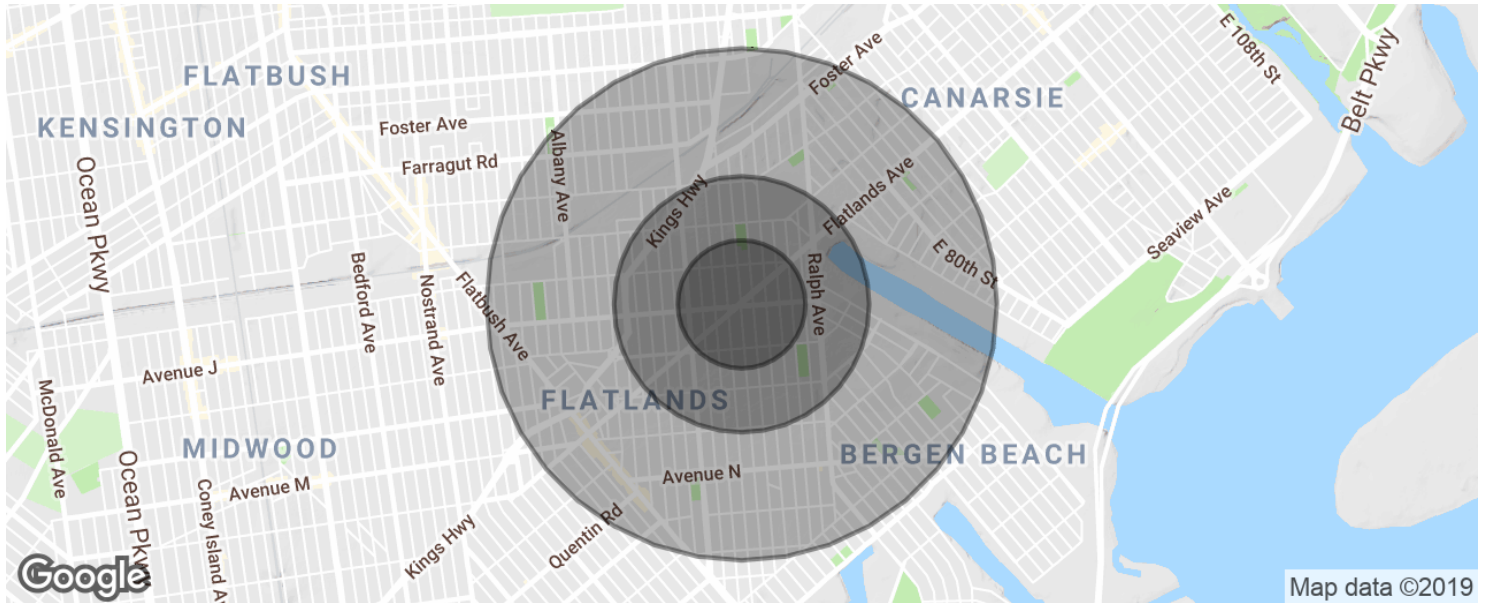 E 108th St
Belt Pkwy
Foster Ave
FLATBUSH
CANARSIE
KENSINGTON
Foster Ave
Farragut Rd
Albany Ave
Ocean Pkwy
Kings Hwy
Flatlands Ave
Seaview Ave
E 80th St
Bedford Ave
Nostrand Ave
Flatbush Ave
Ralph Ave
Avenue J
McDonald Ave
FLATLANDS
MIDWOOD
BERGEN BEACH
Avenue N
Ocean Pkwy
Coney Island Av
Avenue M
Kings Hwy
Quentin Rd
Google
Map data ©2019